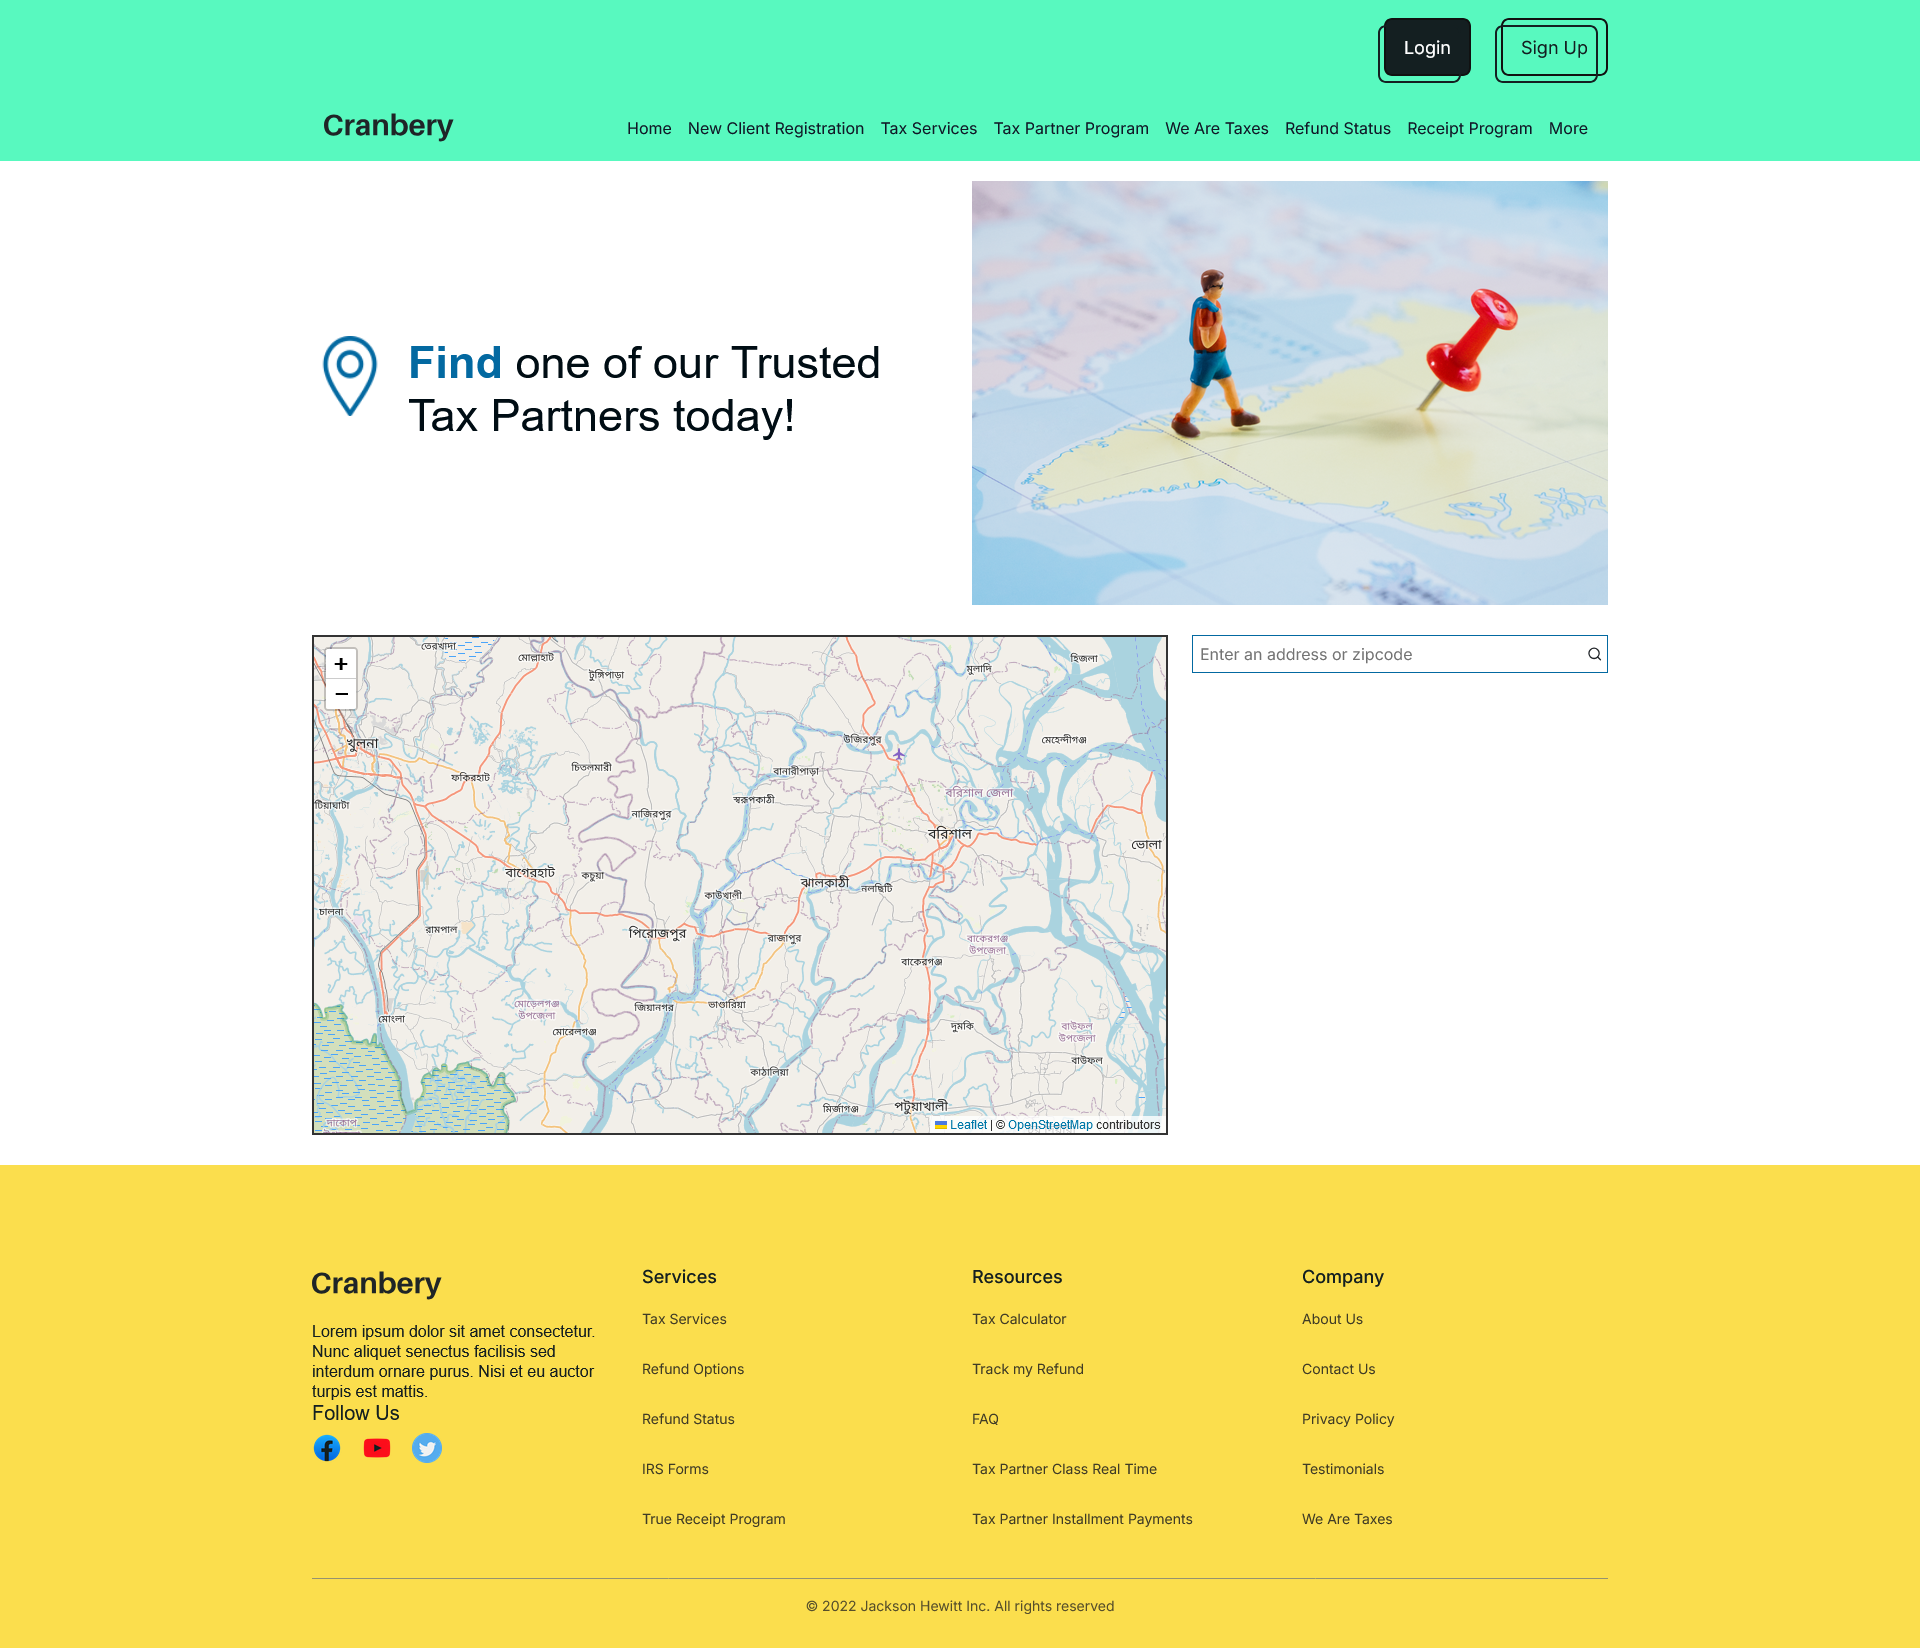 Login
Sign Up
Cranbery
Home
New Client Registration
Tax Services
Tax Partner Program
We Are Taxes
Refund Status
Receipt Program
More
Find one of our Trusted
Tax Partners today!
+
−
তেরখাদা
মোল্লাহাট
টুঙ্গিপাড়া
মুলাদি
হিজলা
খুলনা
উজিরপুর
মেহেন্দীগঞ্জ
ফকিরহাট
চিতলমারী
বানারীপাড়া
বরিশাল জেলা
টিয়াঘাটা
স্বরূপকাঠী
নাজিরপুর
বরিশাল
ভোলা
বাগেরহাট
কচুয়া
ঝালকাঠী
নলছিটি
কাউখালী
চালনা
রামপাল
পিরোজপুর
রাজাপুর
বাকেরগঞ্জ
উপজেলা
বাকেরগঞ্জ
মোড়েলগঞ্জ
উপজেলা
জিয়ানগর
ভাণ্ডারিয়া
মোংলা
মোরেলগঞ্জ
দুমকি
বাউফল
উপজেলা
বাউফল
কাঠালিয়া
মির্জাগঞ্জ
পটুয়াখালী
দাকোপ
Leaflet | © OpenStreetMap contributors
Enter an address or zipcode
Cranbery
Lorem ipsum dolor sit amet consectetur.
Nunc aliquet senectus facilisis sed
interdum ornare purus. Nisi et eu auctor
turpis est mattis.
Follow Us
Services
Tax Services
Refund Options
Refund Status
IRS Forms
True Receipt Program
Resources
Tax Calculator
Track my Refund
FAQ
Tax Partner Class Real Time
Tax Partner Installment Payments
Company
About Us
Contact Us
Privacy Policy
Testimonials
We Are Taxes
© 2022 Jackson Hewitt Inc. All rights reserved